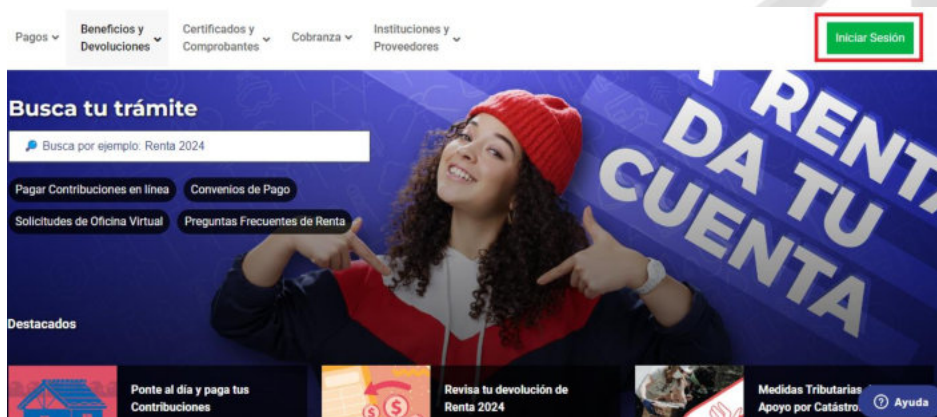 Pagos
Beneficios y
Devoluciones
Certificados y
Comprobantes
Cobranza
Instituciones y
Proveedores
Iniciar Sesión
Busca tu trámite
Busca por ejemplo: Renta 2024
Pagar Contribuciones en línea
Convenios de Pago
Solicitudes de Oficina Virtual
Preguntas Frecuentes de Renta
RENTA
DA TU
CUENTA
Destacados
Ponte al día y paga tus
Contribuciones
Revisa tu devolución de
Renta 2024
Medidas Tributarias
Apoyo por
Ayuda